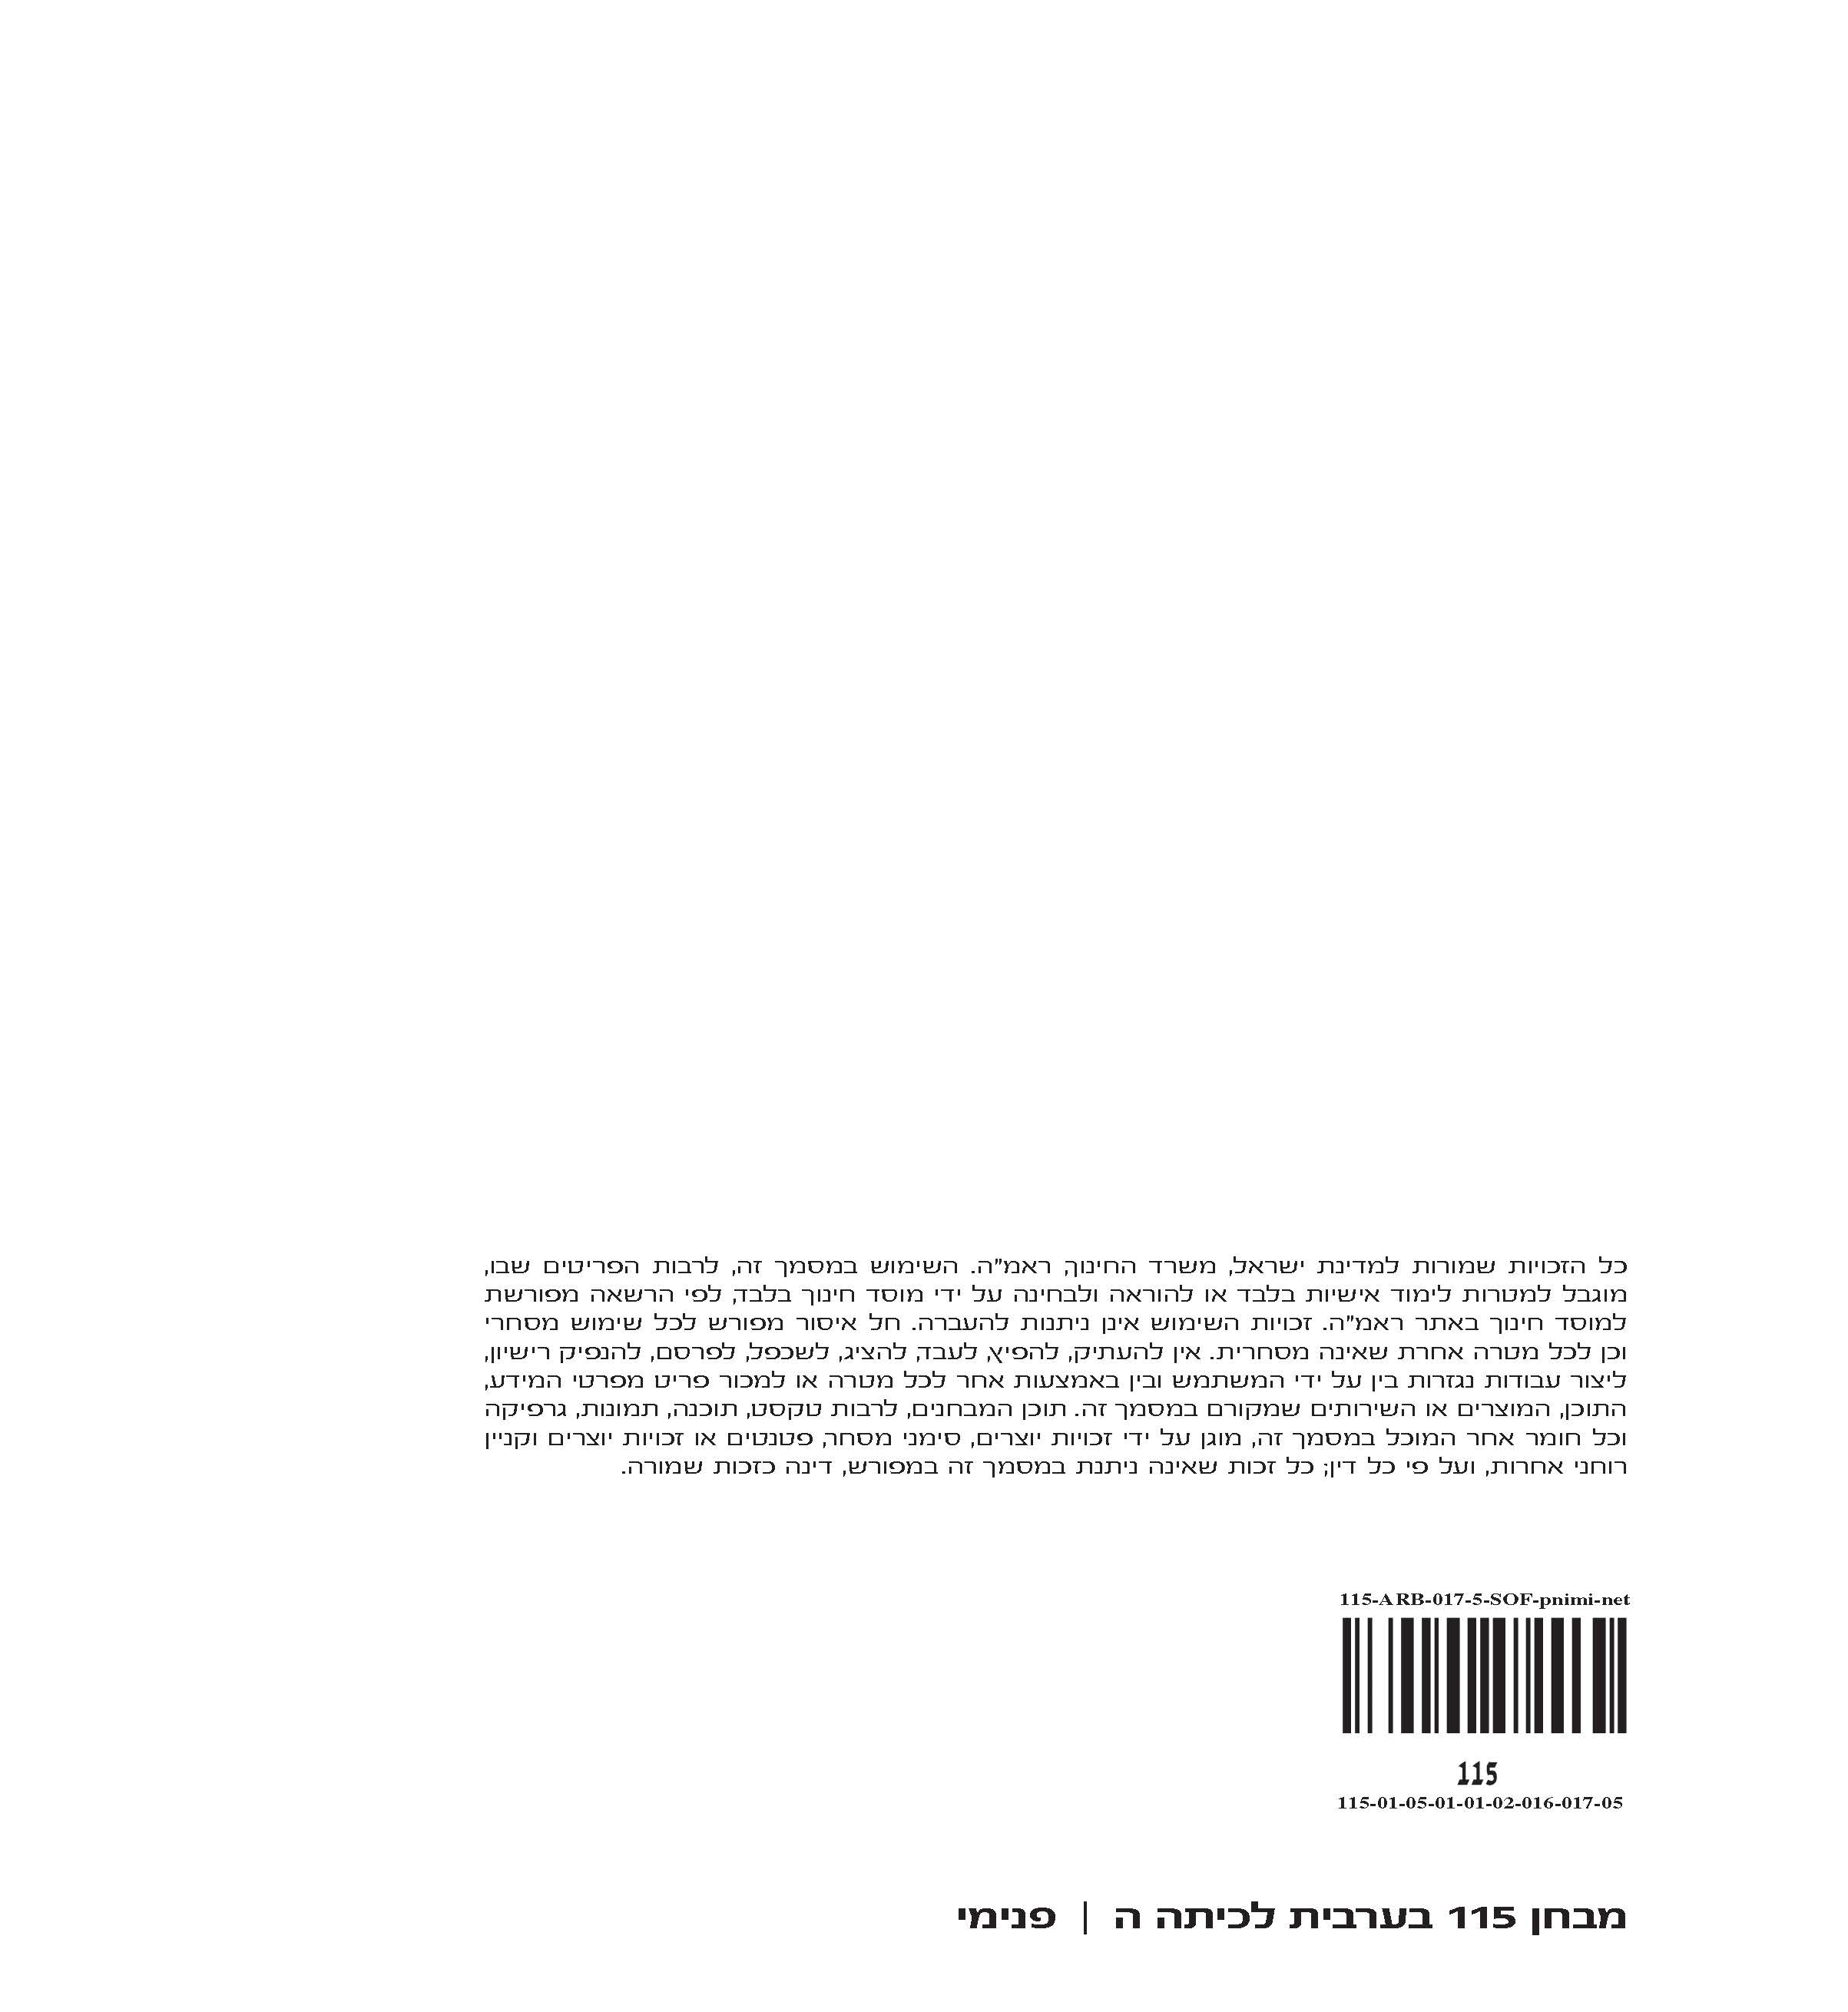 כל הזכויות שמורות למדינת ישראל, משרד החינוך, ראמ"ה. השימוש במסמך זה, לרבות הפריטים שבו,
מוגבל למטרות לימוד אישיות בלבד או להוראה ולבחינה על ידי מוסד חינוך בלבד, לפי הרשאה מפורשת
למוסד חינוך באתר ראמ"ה. זכויות השימוש אינן ניתנות להעברה. חל איסור מפורש לכל שימוש מסחרי
וכן לכל מטרה אחרת שאינה מסחרית. אין להעתיק, להפיץ, לעבד, להציג, לשכפל, לפרסם, להנפיק רישיון,
ליצור עבודות נגזרות בין על ידי המשתמש ובין באמצעות אחר לכל מטרה או למכור פריט מפרטי המידע,
התוכן, המוצרים או השירותים שמקורם במסמך זה. תוכן המבחנים, לרבות טקסט, תוכנה, תמונות, גרפיקה
וכל חומר אחר המוכל במסמך זה, מוגן על ידי זכויות יוצרים, סימני מסחר, פטנטים או זכויות יוצרים וקניין
רוחני אחרות, ועל פי כל דין; כל זכות שאינה ניתנת במסמך זה במפורש, דינה כזכות שמורה.
115-ARB-017-5-SOF-pnimi-net
115
115-01-05-01-01-02-016-017-05
מבחן 115 בערבית לכיתה ה | פנימי